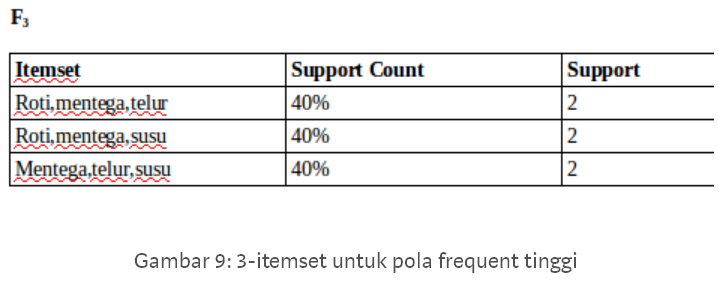 F₃
Itemset Support Count Support
Roti,mentega,telur 40% 2
Roti,mentega,susu 40% 2
Mentega,telur,susu 40% 2
Gambar 9: 3-itemset untuk pola frequent tinggi